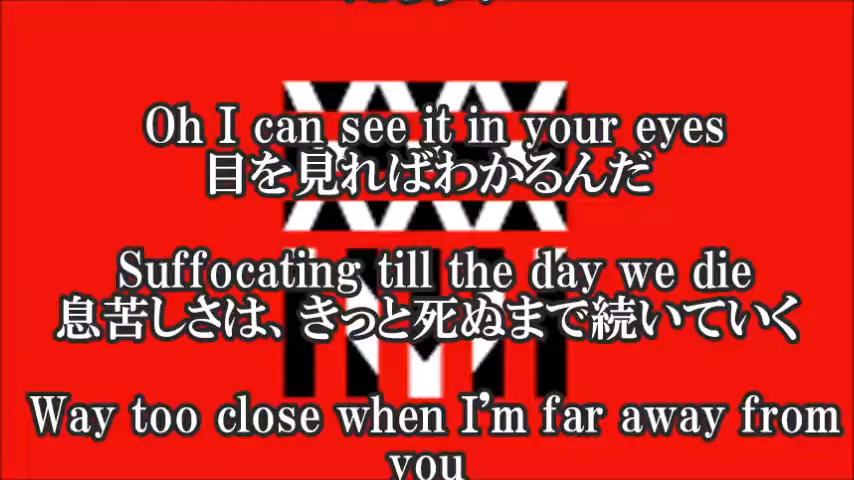 Oh I can see it in your eyes
目を見ればわかるんだ
Suffocating till the day we die
息苦しさは、きっと死ぬまで続いていく
Way too close when I'm far away from
you